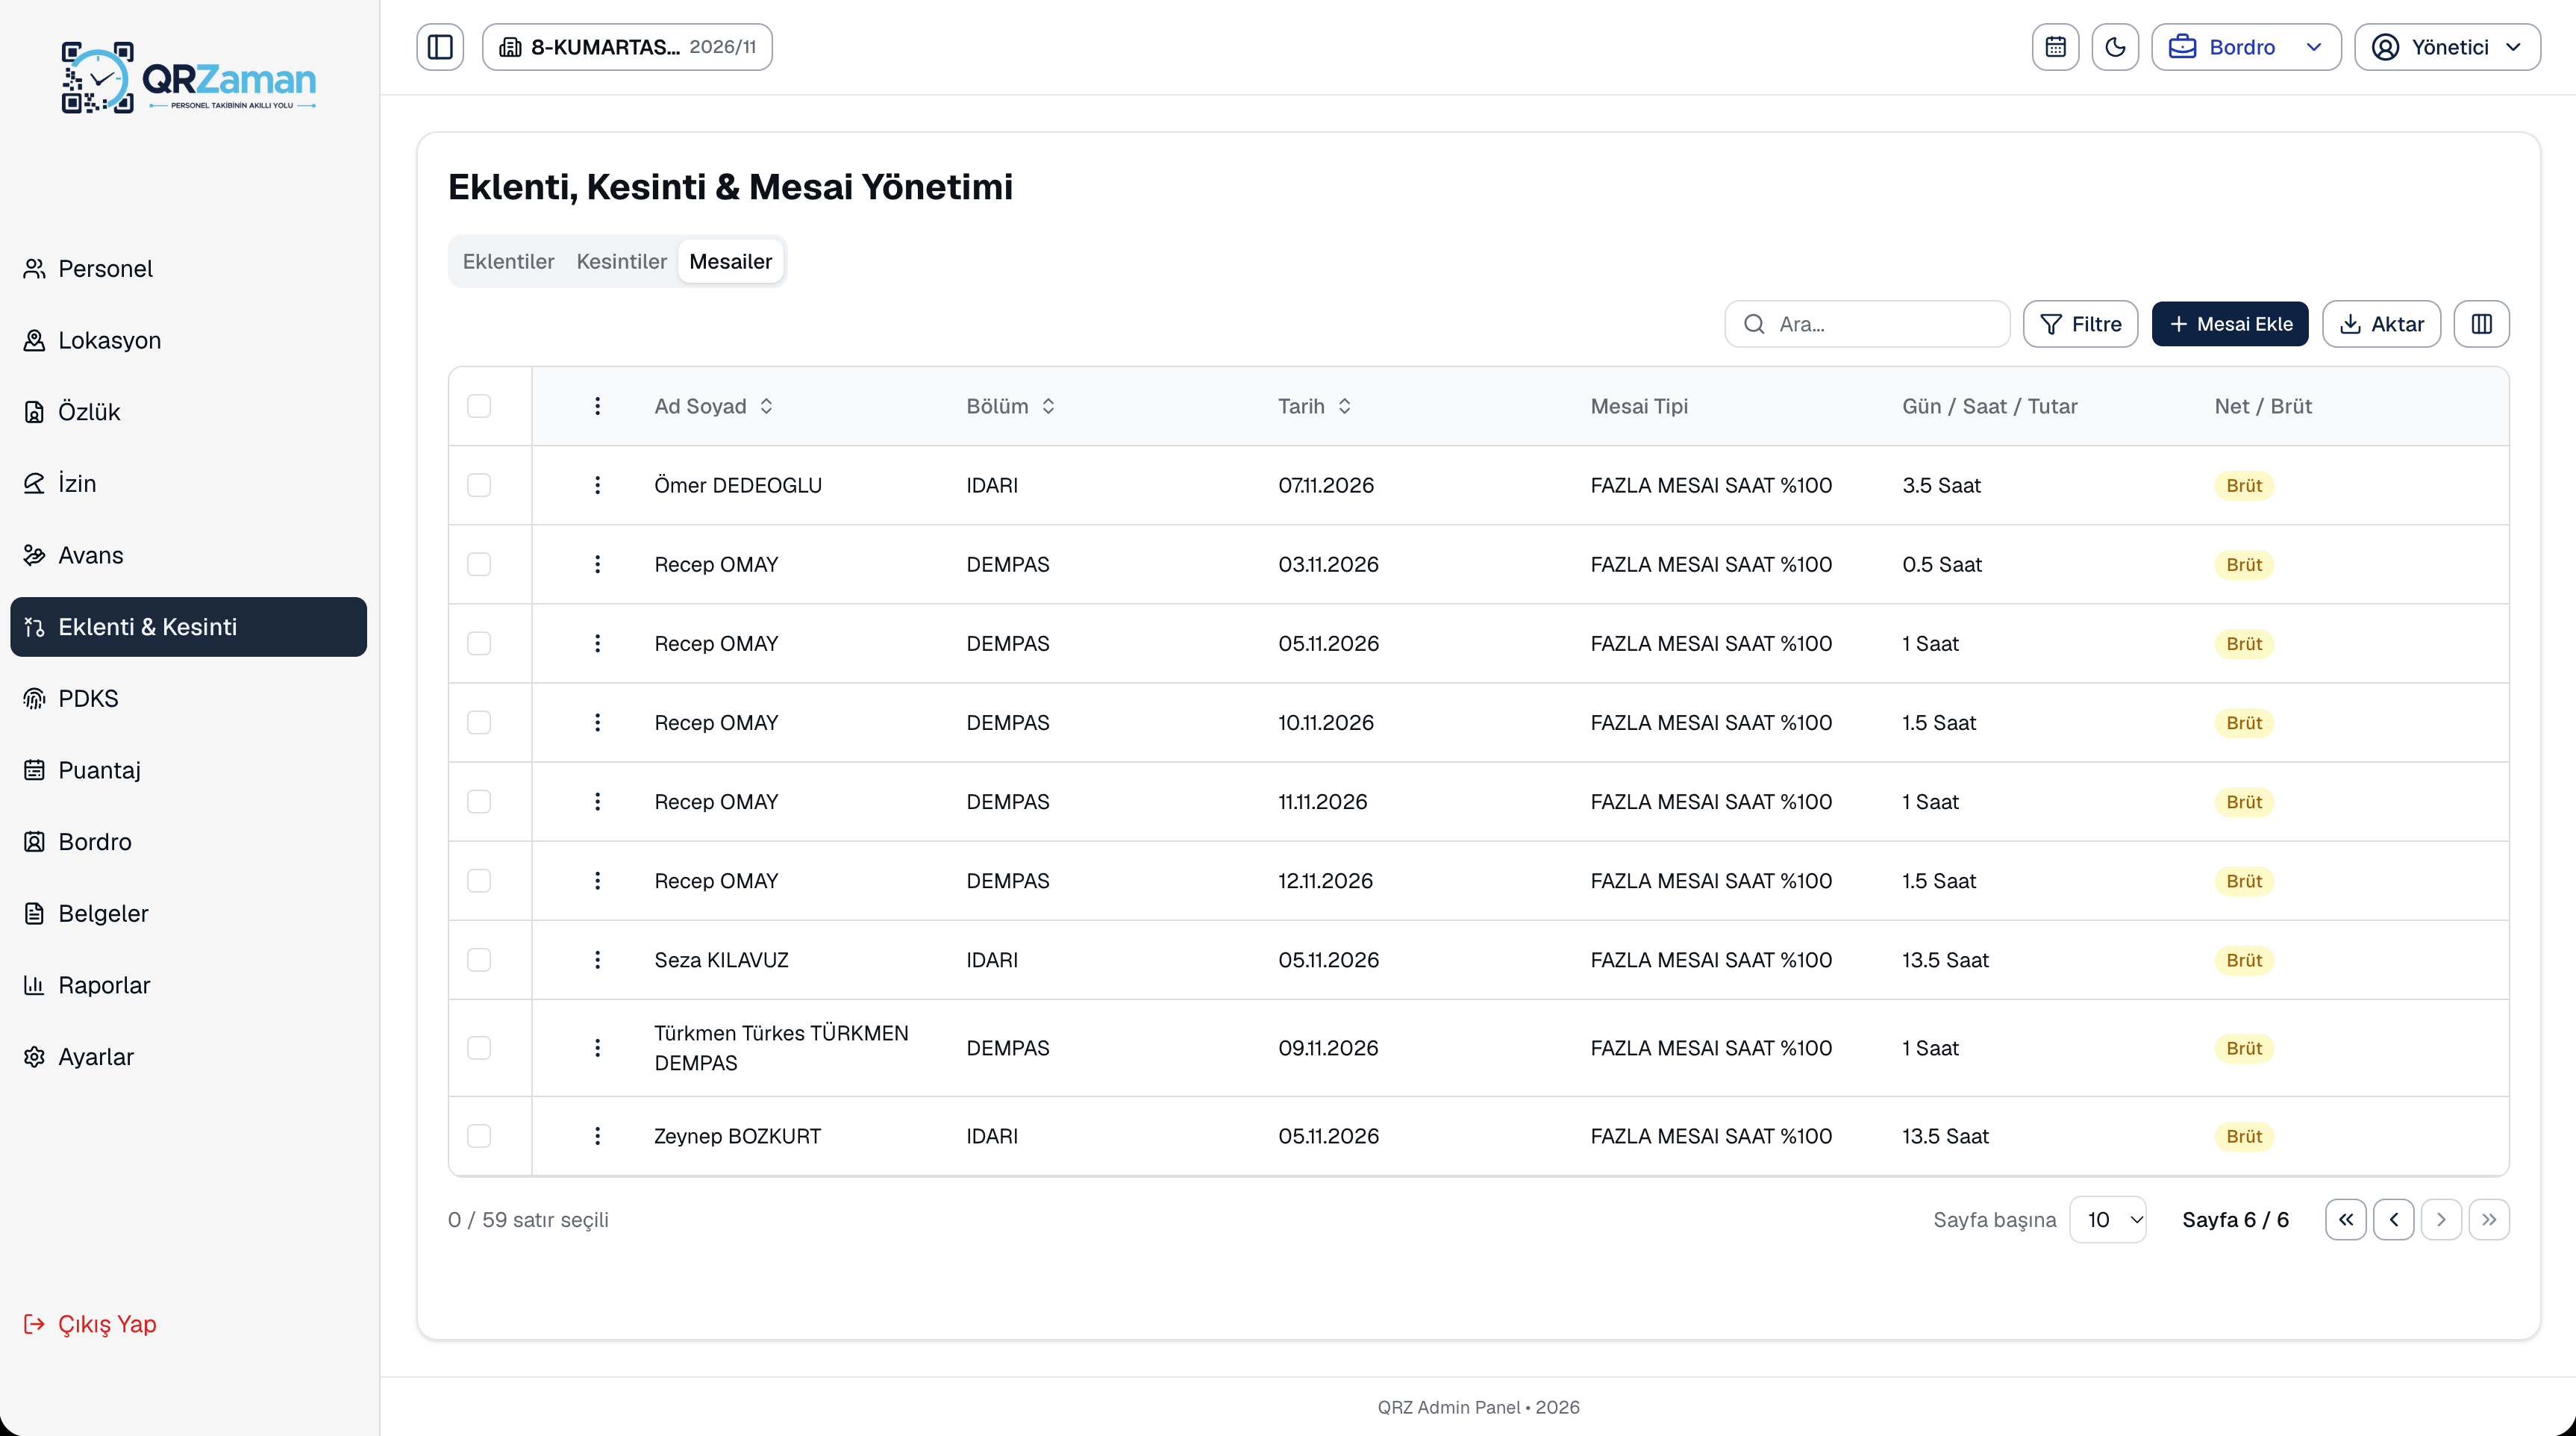 QRZaman
PERSONEL TAKİBİNİN AKILLI YOLU
8-KUMARTAS... 2026/11
Bordro
Yönetici
Personel
Lokasyon
Özlük
İzin
Avans
Eklenti & Kesinti
PDKS
Puantaj
Bordro
Belgeler
Raporlar
Ayarlar
Çıkış Yap
Eklenti, Kesinti & Mesai Yönetimi
Eklentiler Kesintiler Mesailer
Ara... Filtre + Mesai Ekle Aktar
Ad Soyad Bölüm Tarih Mesai Tipi Gün / Saat / Tutar Net / Brüt
Ömer DEDEOGLU IDARI 07.11.2026 FAZLA MESAI SAAT %100 3.5 Saat Brüt
Recep OMAY DEMPAS 03.11.2026 FAZLA MESAI SAAT %100 0.5 Saat Brüt
Recep OMAY DEMPAS 05.11.2026 FAZLA MESAI SAAT %100 1 Saat Brüt
Recep OMAY DEMPAS 10.11.2026 FAZLA MESAI SAAT %100 1.5 Saat Brüt
Recep OMAY DEMPAS 11.11.2026 FAZLA MESAI SAAT %100 1 Saat Brüt
Recep OMAY DEMPAS 12.11.2026 FAZLA MESAI SAAT %100 1.5 Saat Brüt
Seza KILAVUZ IDARI 05.11.2026 FAZLA MESAI SAAT %100 13.5 Saat Brüt
Türkmen Türkes TÜRKMEN
DEMPAS DEMPAS 09.11.2026 FAZLA MESAI SAAT %100 1 Saat Brüt
Zeynep BOZKURT IDARI 05.11.2026 FAZLA MESAI SAAT %100 13.5 Saat Brüt
0 / 59 satır seçili
Sayfa başına 10 Sayfa 6 / 6
QRZ Admin Panel • 2026